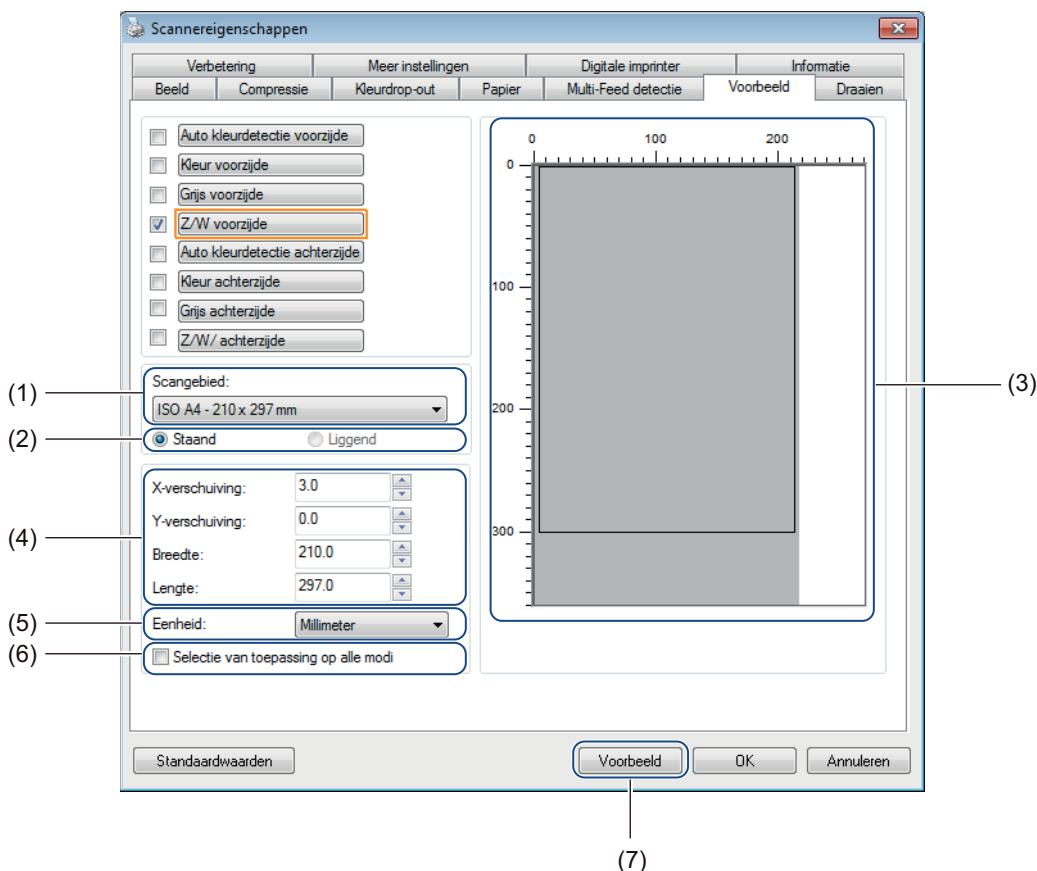 Scannereigenschappen
Verbetering Meer instellingen Digitale imprinter Informatie
Beeld Compressie Kleurdrop-out Papier Multi-Feed detectie Voorbeeld Draaien
Auto kleurdetectie voorzijde
Kleur voorzijde
Grijs voorzijde
Z/W voorzijde
Auto kleurdetectie achterzijde
Kleur achterzijde
Grijs achterzijde
Z/W/ achterzijde
(1)
Scangebied:
ISO A4 - 210 x 297 mm
(2)
Staand Liggend
(4)
X-verschuiving: 3.0
Y-verschuiving: 0.0
Breedte: 210.0
Lengte: 297.0
(5)
Eenheid: Millimeter
(6)
Selectie van toepassing op alle modi
0 100 200
0
100
200
300
(3)
Standaardwaarden Voorbeeld OK Annuleren
(7)